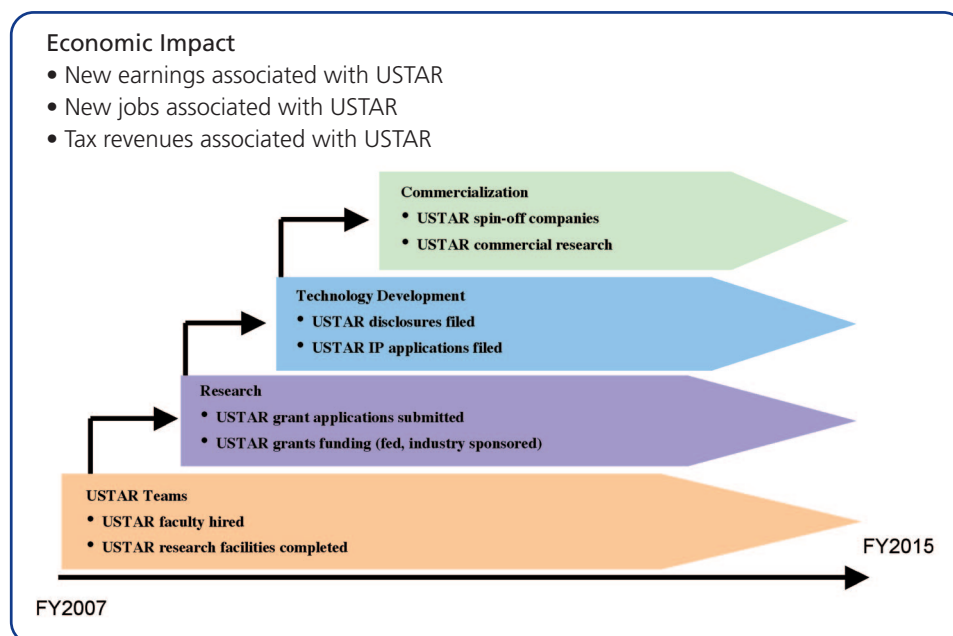 Economic Impact
• New earnings associated with USTAR
• New jobs associated with USTAR
• Tax revenues associated with USTAR
Commercialization
• USTAR spin-off companies
• USTAR commercial research
Technology Development
• USTAR disclosures filed
• USTAR IP applications filed
Research
• USTAR grant applications submitted
• USTAR grants funding (fed, industry sponsored)
USTAR Teams
• USTAR faculty hired
• USTAR research facilities completed
FY2015
FY2007